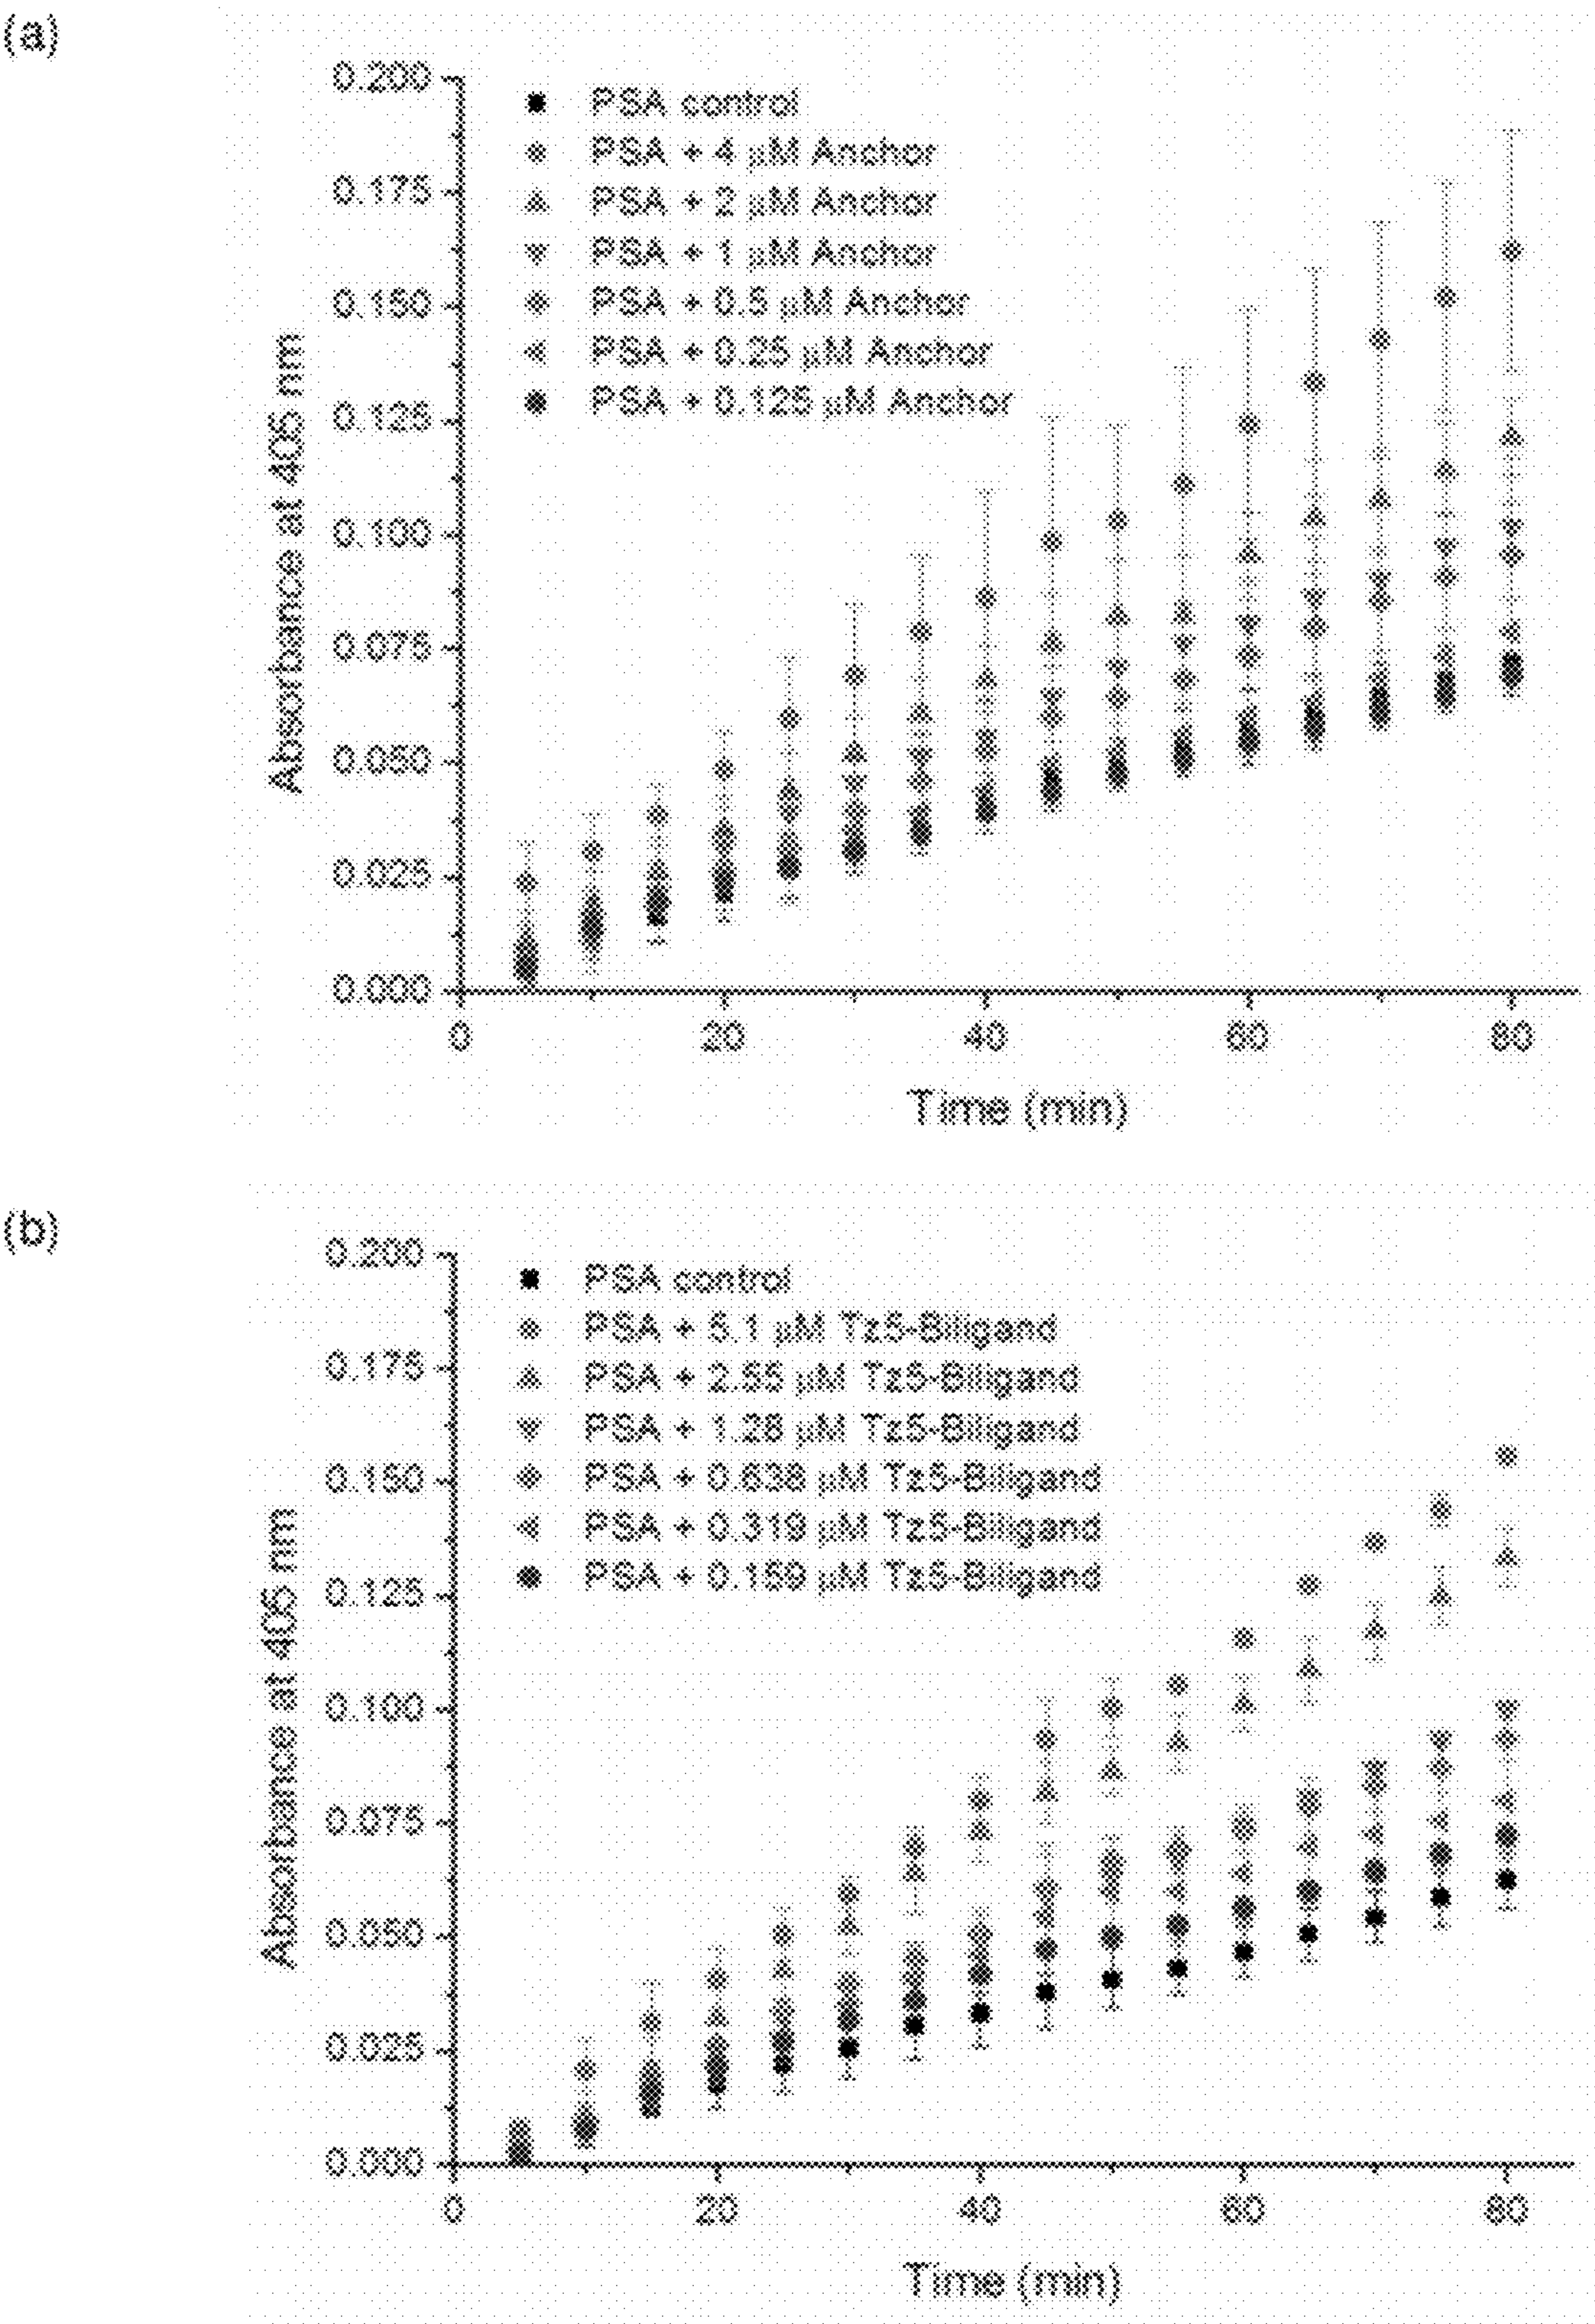 (a)
0.200
0.175
0.150
0.125
0.100
0.075
0.050
0.025
0.000
Absorbance at 405 nm
PSA control
PSA + 4 μM Anchor
PSA + 2 μM Anchor
PSA + 1 μM Anchor
PSA + 0.5 μM Anchor
PSA + 0.25 μM Anchor
PSA + 0.125 μM Anchor
0 20 40 60 80
Time (min)
(b)
0.200
0.175
0.150
0.125
0.100
0.075
0.050
0.025
0.000
Absorbance at 405 nm
PSA control
PSA + 5.1 μM Tz5-Biligand
PSA + 2.55 μM Tz5-Biligand
PSA + 1.28 μM Tz5-Biligand
PSA + 0.638 μM Tz5-Biligand
PSA + 0.319 μM Tz5-Biligand
PSA + 0.159 μM Tz5-Biligand
0 20 40 60 80
Time (min)